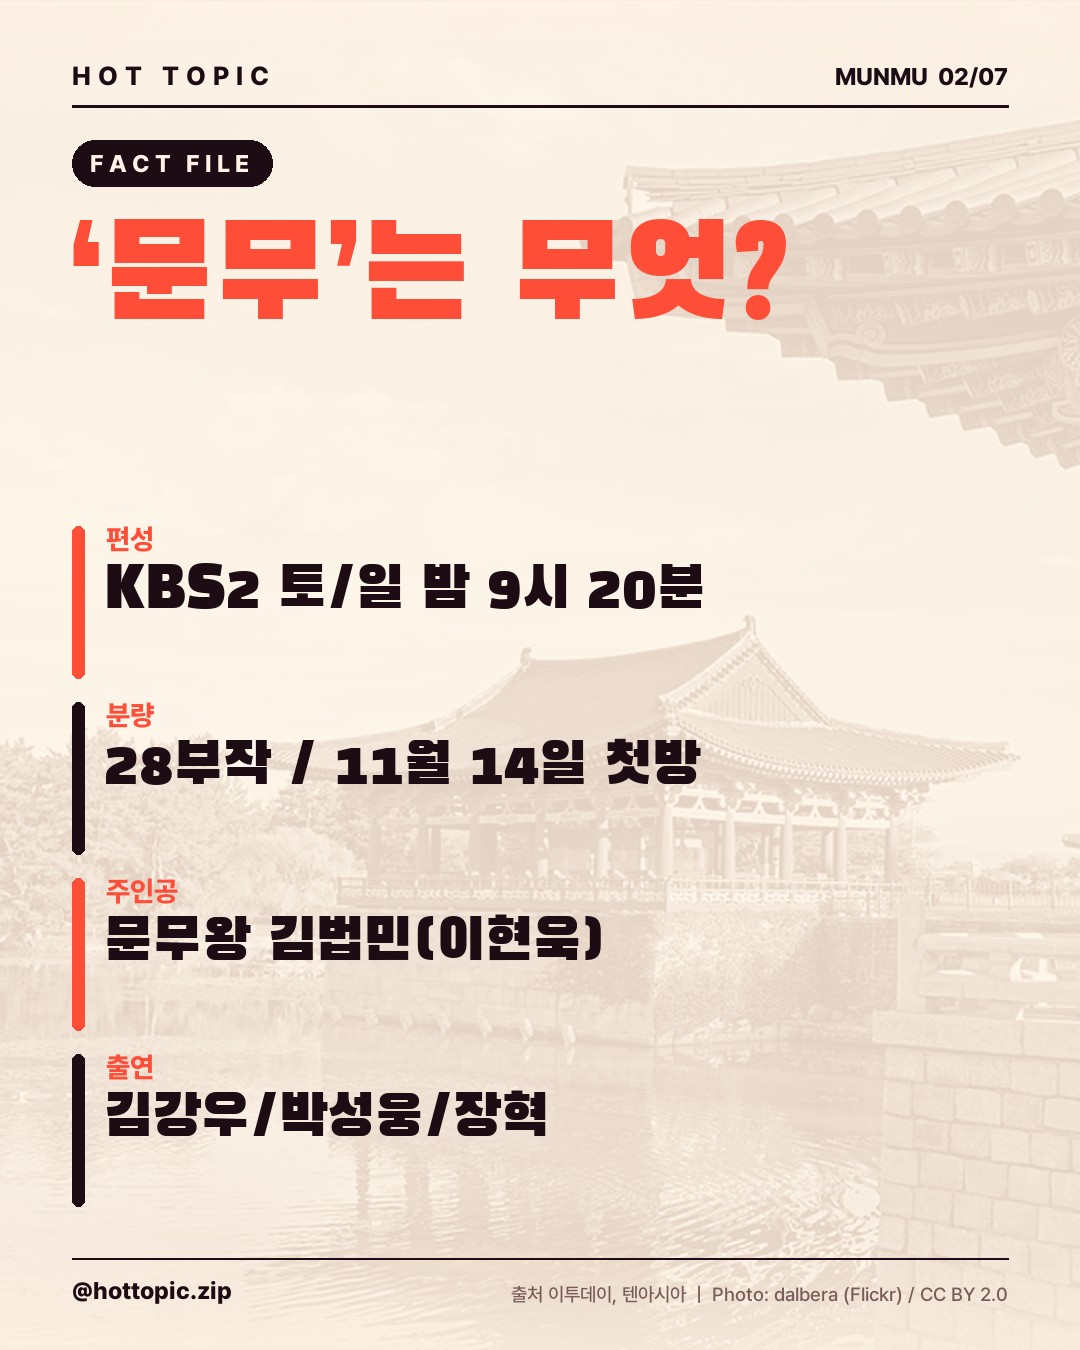 HOT TOPIC
MUNMU 02/07
FACT FILE
‘문무’는 무엇?
편성
KBS2 토/일 밤 9시 20분
분량
28부작 / 11월 14일 첫방
주인공
문무왕 김법민(이현욱)
출연
김강우/박성웅/장혁
@hottopic.zip
출처 이투데이, 텐아시아 | Photo: dalbera (Flickr) / CC BY 2.0